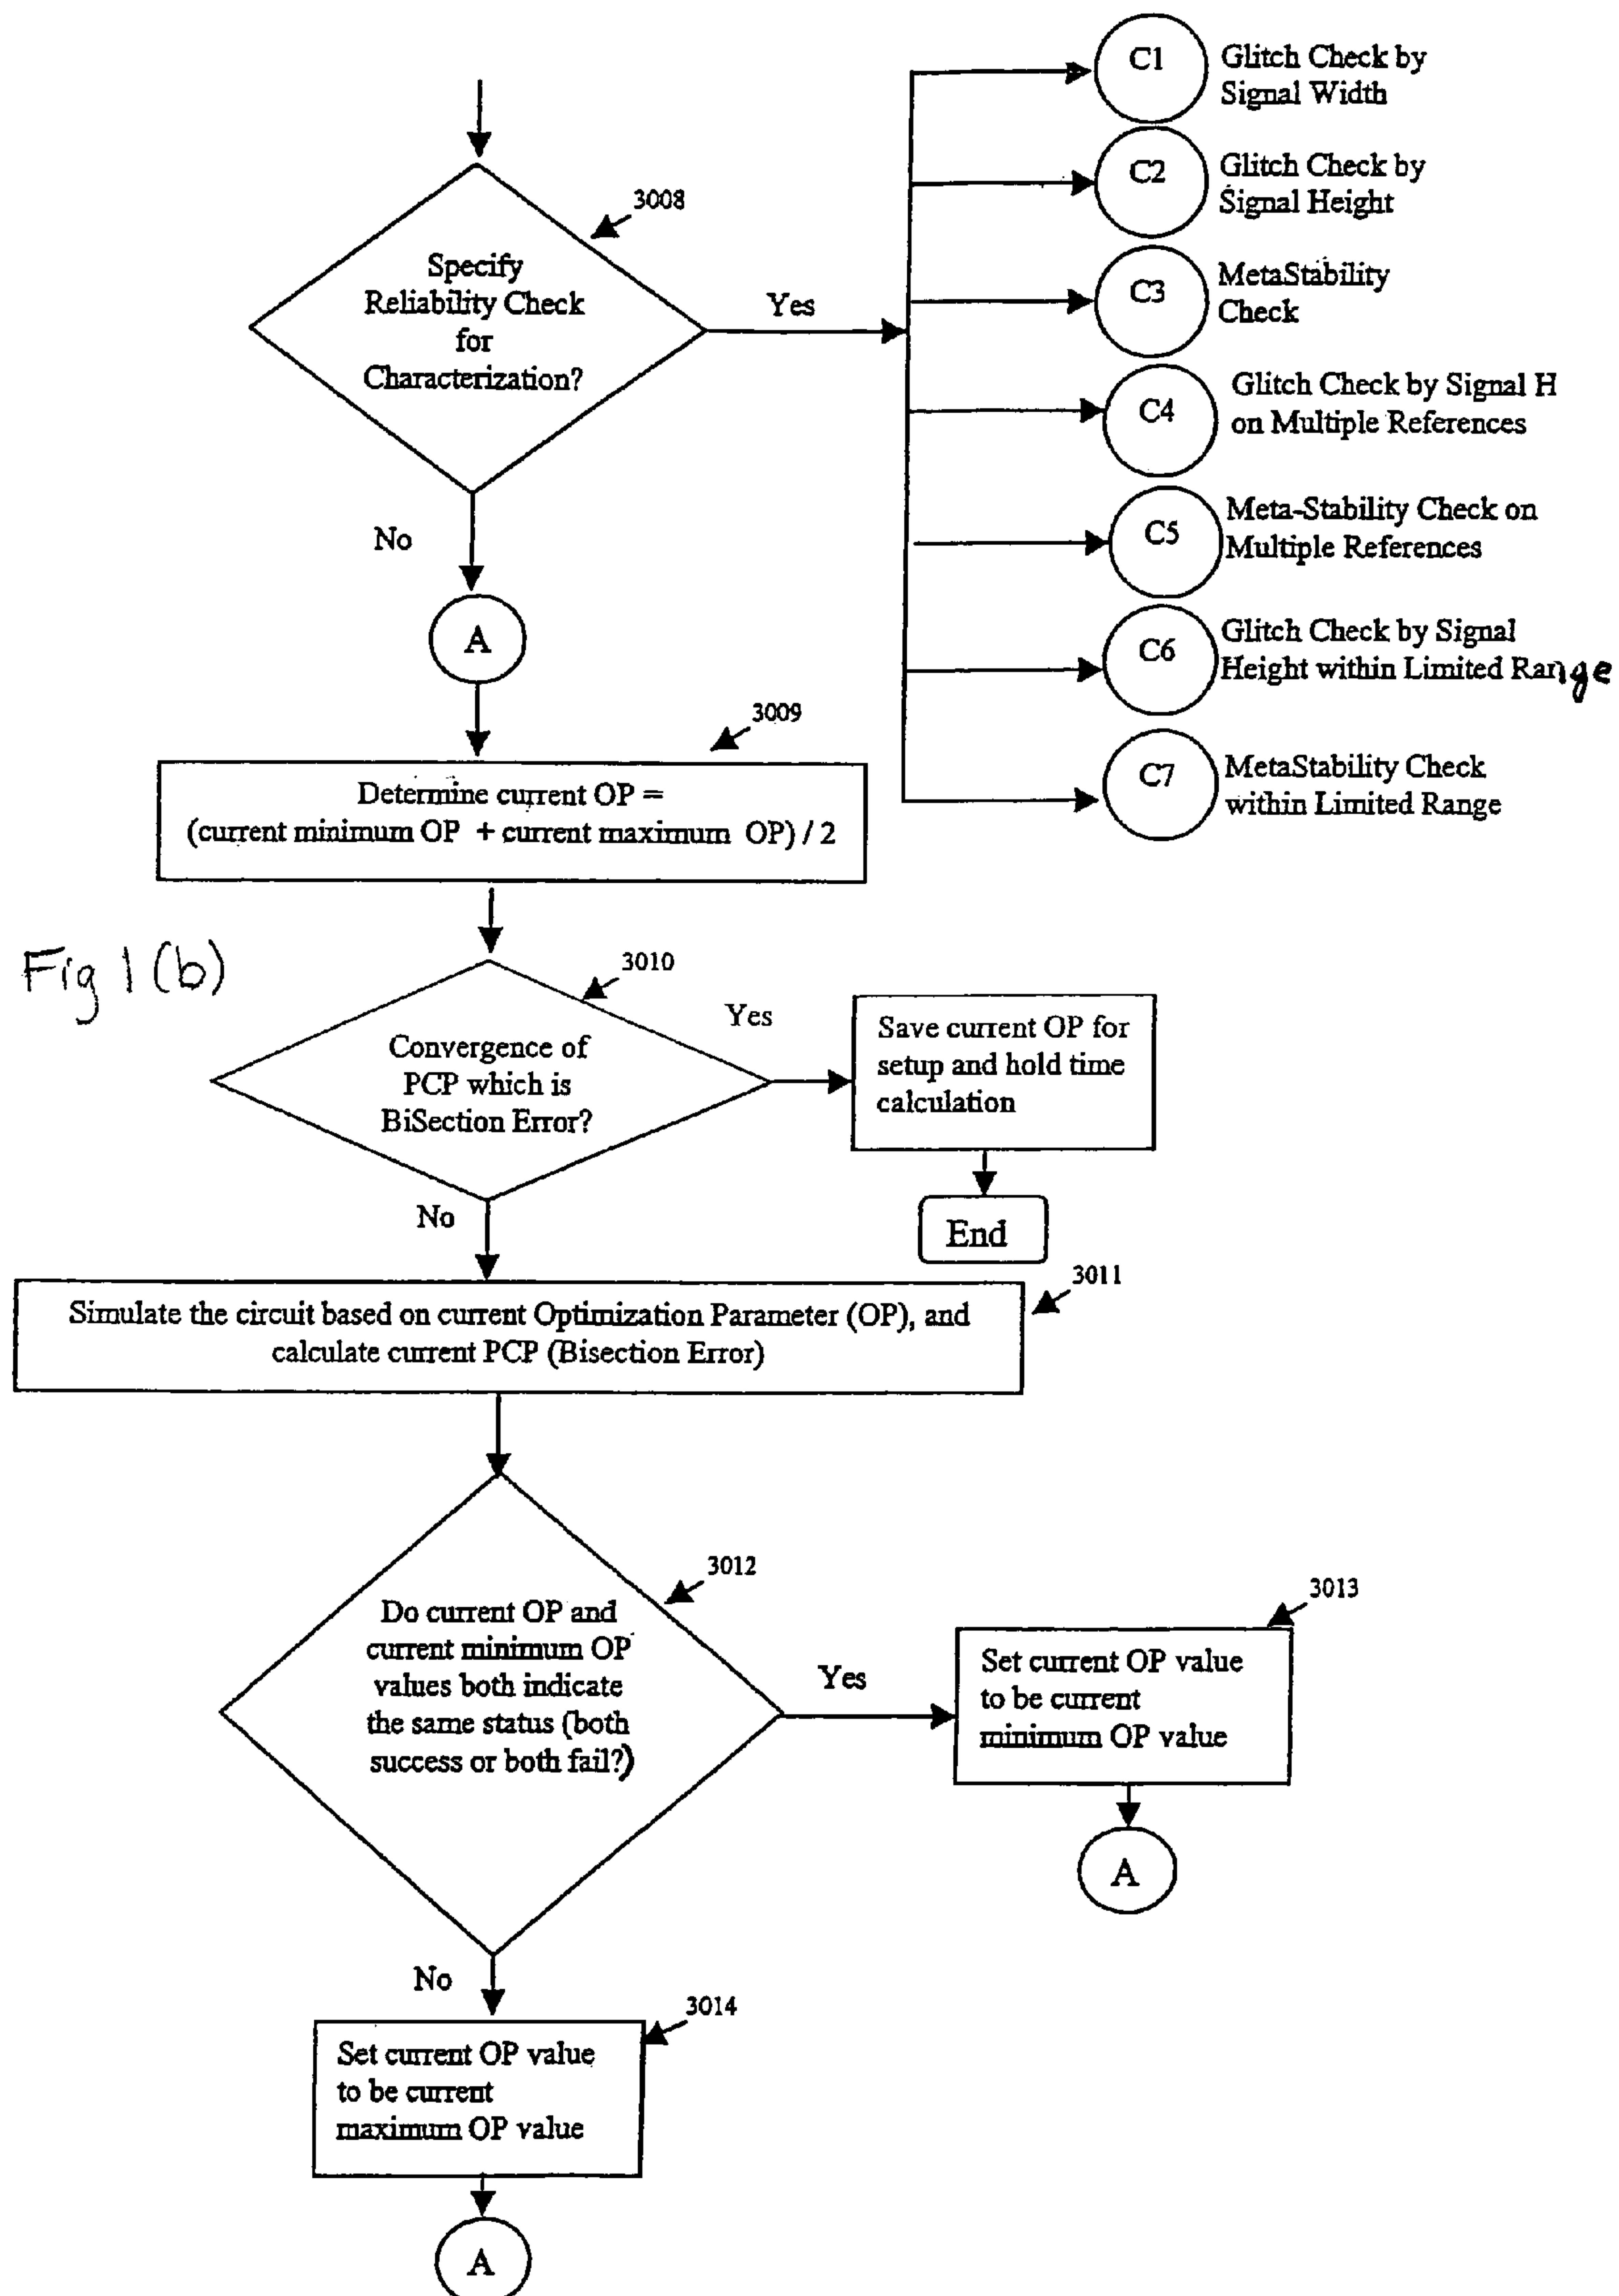 3008
Specify
Reliability Check
for
Characterization?
Yes
No
C1
Glitch Check by
Signal Width
C2
Glitch Check by
Signal Height
C3
MetaStability
Check
C4
Glitch Check by Signal H
on Multiple References
C5
Meta-Stability Check on
Multiple References
C6
Glitch Check by Signal
Height within Limited Range
C7
MetaStability Check
within Limited Range
A
3009
Determine current OP =
(current minimum OP + current maximum OP) / 2
Fig 1 (b)
3010
Convergence of
PCP which is
BiSection Error?
Yes
Save current OP for
setup and hold time
calculation
End
No
3011
Simulate the circuit based on current Optimization Parameter (OP), and
calculate current PCP (Bisection Error)
3012
Do current OP and
current minimum OP
values both indicate
the same status (both
success or both fail?)
Yes
3013
Set current OP value
to be current
minimum OP value
A
No
3014
Set current OP value
to be current
maximum OP value
A